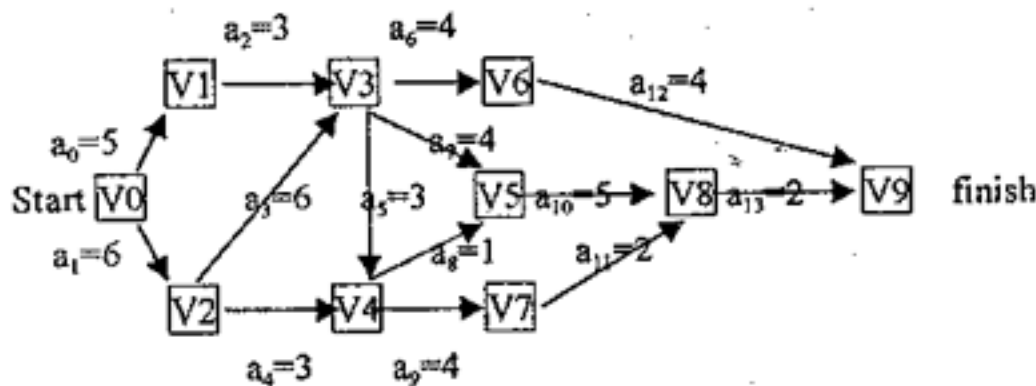 a₂=3 a₆=4
V1 V3 V6 a₁₂=4
a₀=5 a₉=4
Start V0 a₃=6 a₅=3 V5 a₁₀=5 V8 a₁₃=2 V9 finish
a₁=6 a₈=1 a₁₁=2
V2 V4 V7
a₄=3 a₉=4